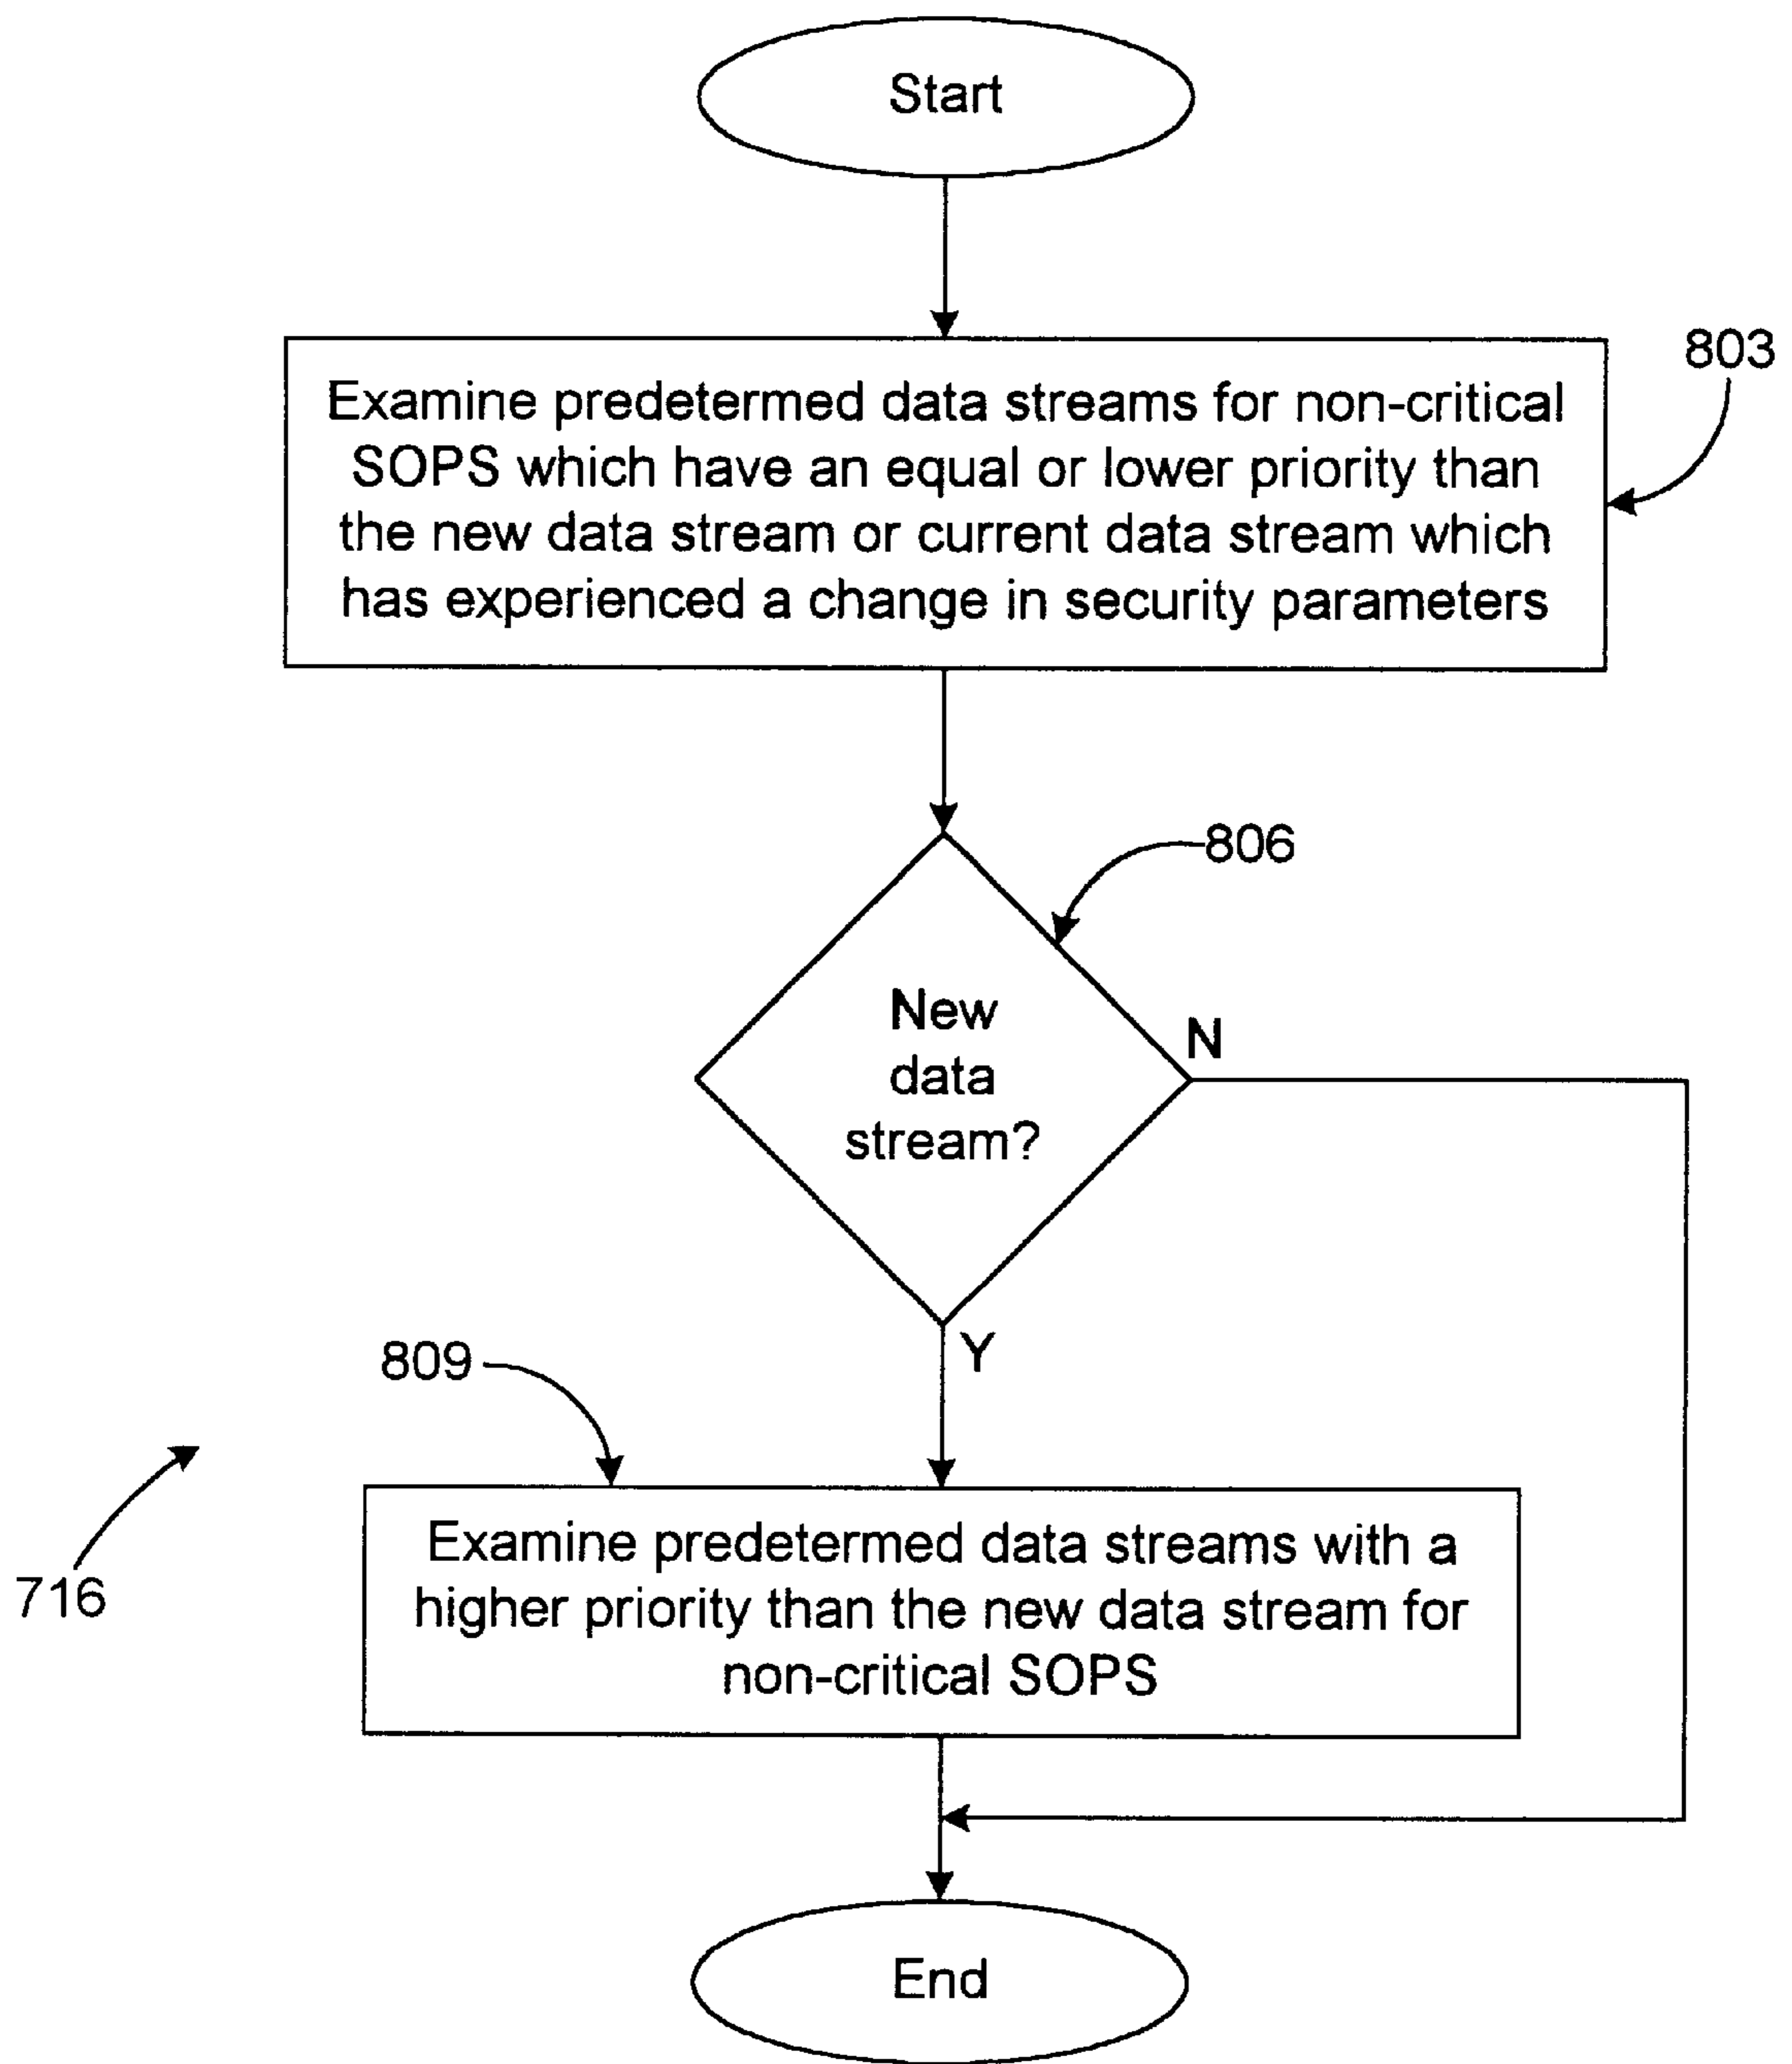 Start
803
Examine predetermed data streams for non-critical
SOPS which have an equal or lower priority than
the new data stream or current data stream which
has experienced a change in security parameters
806
New
data
stream?
N
Y
809
716
Examine predetermed data streams with a
higher priority than the new data stream for
non-critical SOPS
End